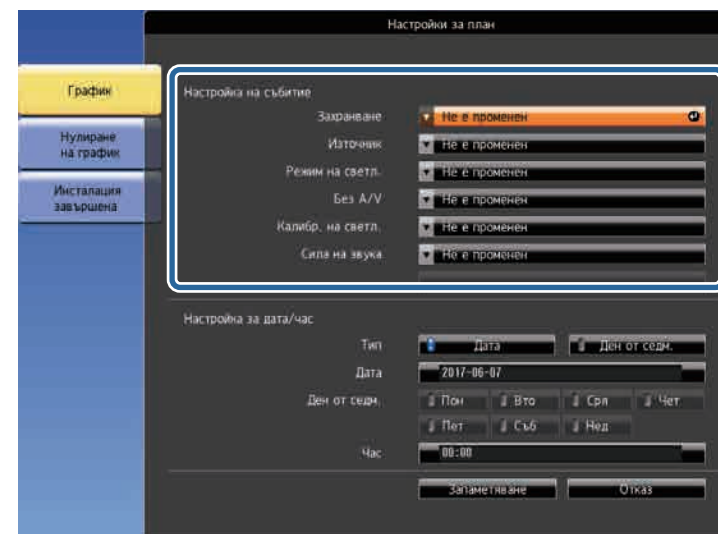 Настройки за план
График
Нулиране
на график
Инсталация
завършена
Настройка на събитие
Захранване Не е променен
Източник Не е променен
Режим на светл. Не е променен
Без A/V Не е променен
Калибр. на светл. Не е променен
Сила на звука Не е променен
Настройка за дата/час
Тип Дата Ден от седм.
Дата 2017-06-07
Ден от седм. Пон Вто Сря Чет
Пет Съб Нед
Час 00:00
Запаметяване Отказ